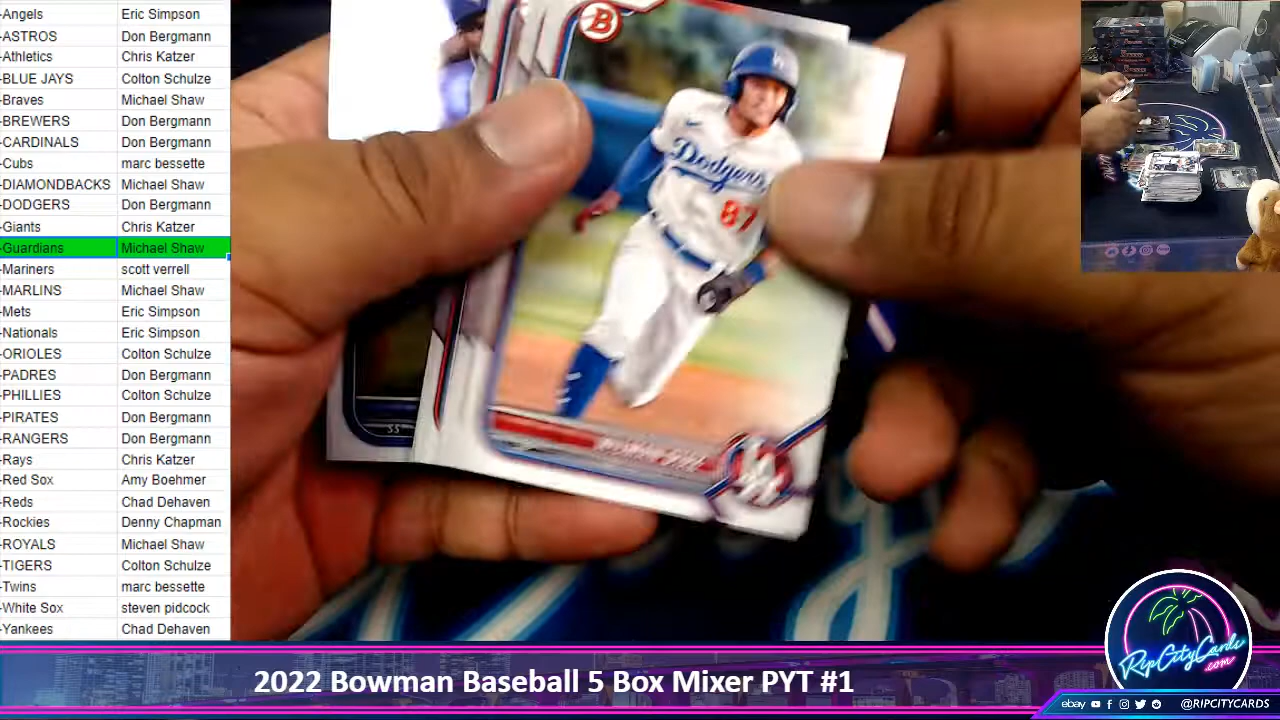 -Angels Eric Simpson
-ASTROS Don Bergmann
-Athletics Chris Katzer
-BLUE JAYS Colton Schulze
-Braves Michael Shaw
-BREWERS Don Bergmann
-CARDINALS Don Bergmann
-Cubs marc bessette
-DIAMONDBACKS Michael Shaw
-DODGERS Don Bergmann
-Giants Chris Katzer
-Guardians Michael Shaw
-Mariners scott verrell
-MARLINS Michael Shaw
-Mets Eric Simpson
-Nationals Eric Simpson
-ORIOLES Colton Schulze
-PADRES Don Bergmann
-PHILLIES Colton Schulze
-PIRATES Don Bergmann
-RANGERS Don Bergmann
-Rays Chris Katzer
-Red Sox Amy Boehmer
-Reds Chad Dehaven
-Rockies Denny Chapman
-ROYALS Michael Shaw
-TIGERS Colton Schulze
-Twins marc bessette
-White Sox steven pidcock
-Yankees Chad Dehaven
B
Dodgers
87
SS
RipCityCards
.com
2022 Bowman Baseball 5 Box Mixer PYT #1
ebay @RIPCITYCARDS